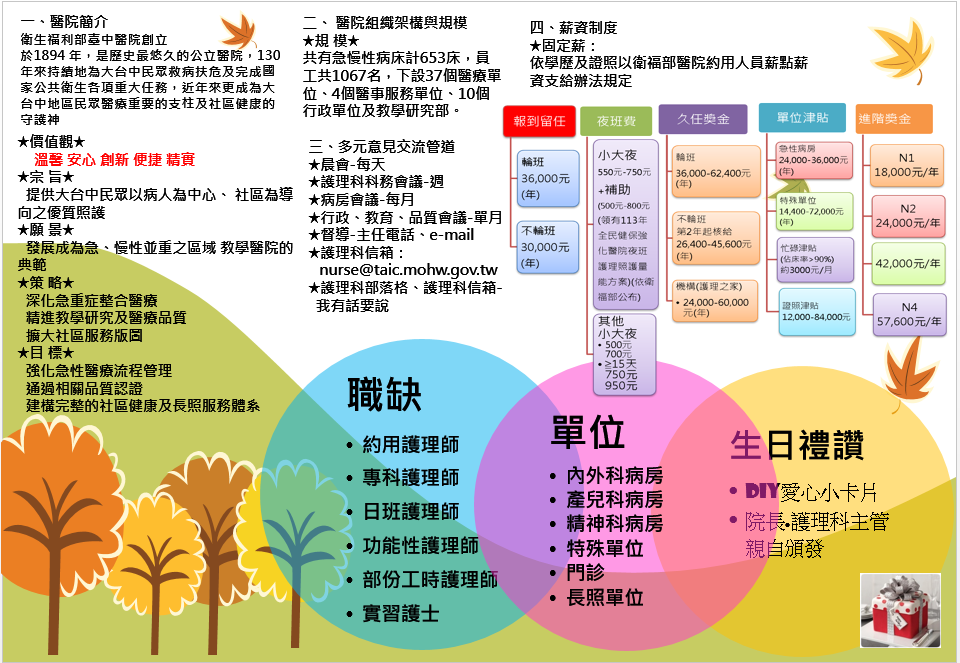 一、醫院簡介
衛生福利部臺中醫院創立
於1894 年，是歷史最悠久的公立醫院，130
年來持續地為大台中民眾救病扶危及完成國
家公共衛生各項重大任務，近年來更成為大
台中地區民眾醫療重要的支柱及社區健康的
守護神
★價值觀★
溫馨 安心 創新 便捷 精實
★宗 旨★
提供大台中民眾以病人為中心、 社區為導
向之優質照護
★願 景★
發展成為急、慢性並重之區域 教學醫院的
典範
★策 略★
深化急重症整合醫療
精進教學研究及醫療品質
擴大社區服務版圖
★目 標★
強化急性醫療流程管理
通過相關品質認證
建構完整的社區健康及長照服務體系
二、 醫院組織架構與規模
★規 模★
共有急慢性病床計653床，員
工共1067名，下設37個醫療單
位、4個醫事服務單位、10個
行政單位及教學研究部。
三、多元意見交流管道
★晨會-每天
★護理科科務會議-週
★病房會議-每月
★行政、教育、品質會議-單月
★督導-主任電話、e-mail
★護理科信箱：
nurse@taic.mohw.gov.tw
★護理科部落格、護理科信箱-
我有話要說
四、薪資制度
★固定薪：
依學歷及證照以衛福部醫院約用人員薪點薪
資支給辦法規定
報到留任
輪班
36,000元
(年)
不輪班
30,000元
(年)
夜班費
小大夜
550元-750元
+補助
(500元-800元
(領有113年
全民健保強
化醫院夜班
護理照護量
能方案)(依衛
福部公布)
其他
小大夜
• 500元
700元
• ≧15天
750元
950元
久任獎金
輪班
36,000-62,400元
(年)
不輪班
第2年起核給
26,400-45,600元
(年)
機構(護理之家)
• 24,000-60,000
元(年)
單位津貼
急性病房
24,000-36,000元
(年)
特殊單位
14,400-72,000元
(年)
忙碌津貼
(佔床率>90%)
約3000元/月
證照津貼
12,000-84,000元
進階獎金
N1
18,000元/年
N2
24,000元/年
42,000元/年
N4
57,600元/年
職缺
• 約用護理師
• 專科護理師
• 日班護理師
• 功能性護理師
• 部份工時護理師
• 實習護士
單位
• 內外科病房
• 產兒科病房
• 精神科病房
• 特殊單位
• 門診
• 長照單位
生日禮讚
• DIY愛心小卡片
• 院長•護理科主管
親自頒發